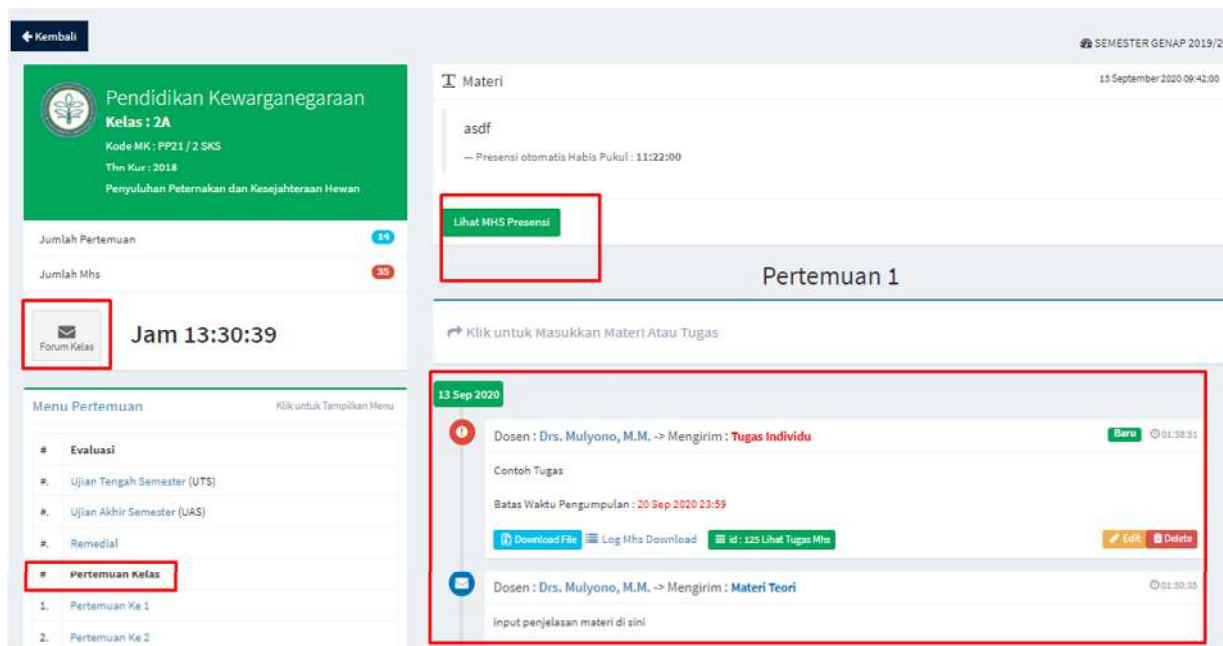 Kembali
SEMESTER GENAP 2019/2
Pendidikan Kewarganegaraan
Kelas : 2A
Kode MK : PP21 / 2 SKS
Thn Kur : 2018
Penyuluhan Peternakan dan Kesejahteraan Hewan
Jumlah Pertemuan 14
Jumlah Mhs 35
Forum Kelas
Jam 13:30:39
Menu Pertemuan Klik untuk Tampilkan Menu
# Evaluasi
#. Ujian Tengah Semester (UTS)
#. Ujian Akhir Semester (UAS)
#. Remedial
# Pertemuan Kelas
1. Pertemuan Ke 1
2. Pertemuan Ke 2
Materi 13 September 2020 09:42:00
asdf
— Presensi otomatis Habis Pukul : 11:22:00
Lihat MHS Presensi
Pertemuan 1
Klik untuk Masukkan Materi Atau Tugas
13 Sep 2020
Dosen : Drs. Mulyono, M.M. -> Mengirim : Tugas Individu Baru 01:38:51
Contoh Tugas
Batas Waktu Pengumpulan : 20 Sep 2020 23:59
Download File Log Mhs Download id : 125 Lihat Tugas Mhs Edit Delete
Dosen : Drs. Mulyono, M.M. -> Mengirim : Materi Teori 01:50:35
input penjelasan materi di sini